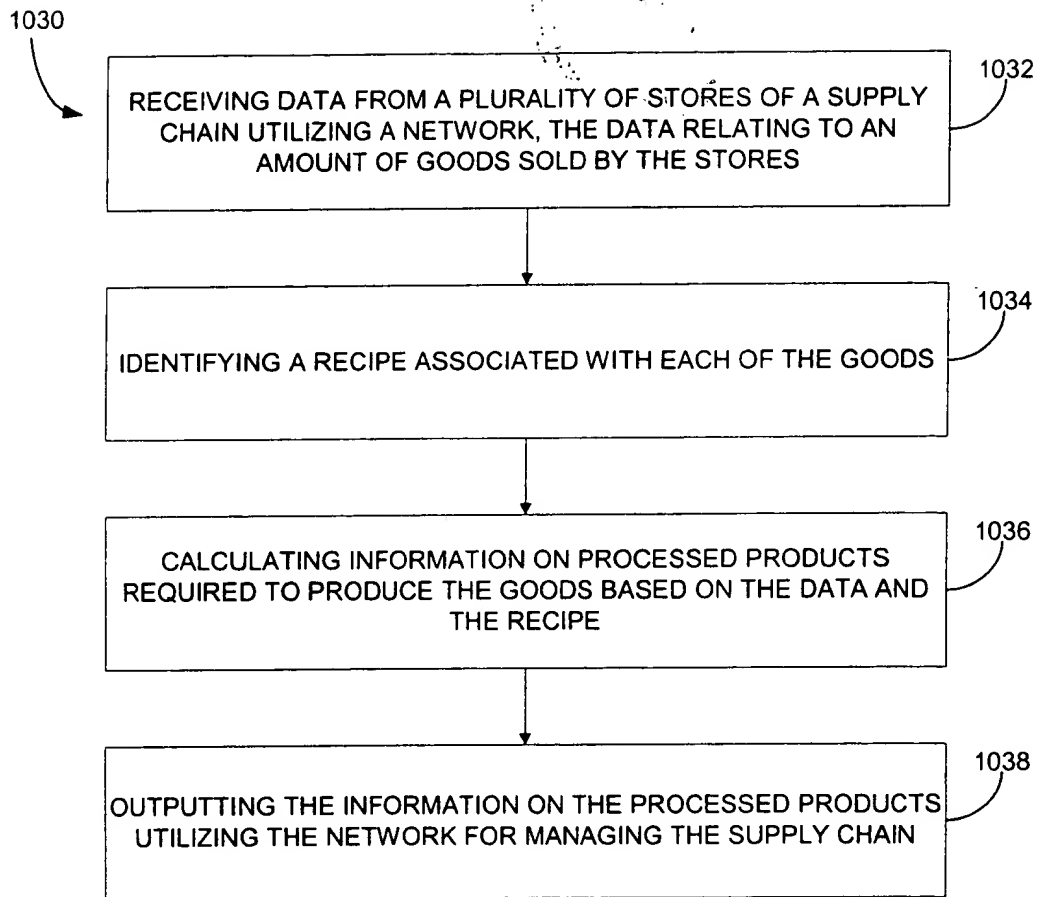 1030
1032
RECEIVING DATA FROM A PLURALITY OF STORES OF A SUPPLY
CHAIN UTILIZING A NETWORK, THE DATA RELATING TO AN
AMOUNT OF GOODS SOLD BY THE STORES
1034
IDENTIFYING A RECIPE ASSOCIATED WITH EACH OF THE GOODS
1036
CALCULATING INFORMATION ON PROCESSED PRODUCTS
REQUIRED TO PRODUCE THE GOODS BASED ON THE DATA AND
THE RECIPE
1038
OUTPUTTING THE INFORMATION ON THE PROCESSED PRODUCTS
UTILIZING THE NETWORK FOR MANAGING THE SUPPLY CHAIN